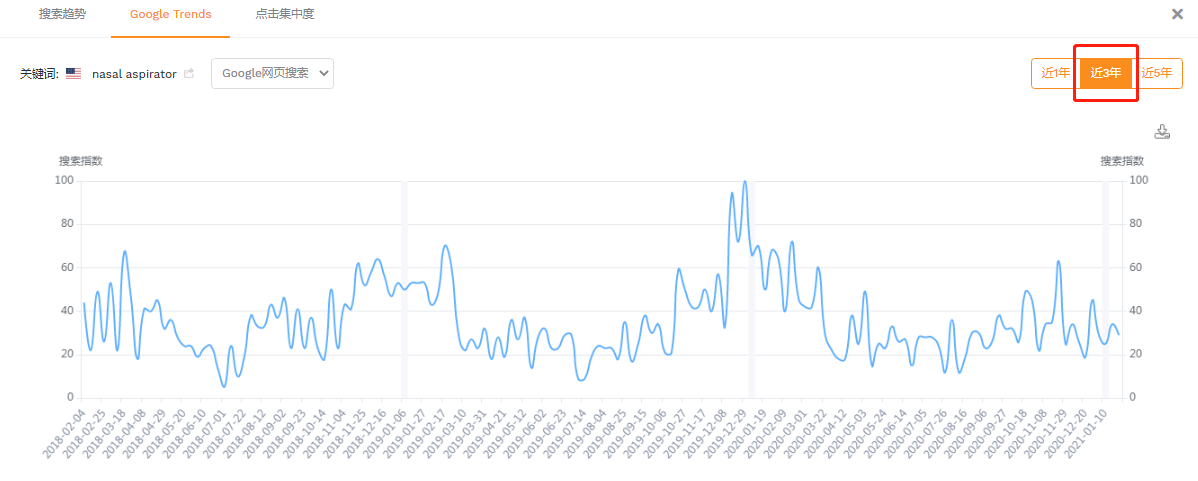 搜索趋势 Google Trends 点击集中度
关键词: nasal aspirator Google网页搜索 近1年 近3年 近5年
搜索指数 搜索指数
100 100
80 80
60 60
40 40
20 20
0 0
2018-02-04 2018-02-25 2018-03-18 2018-04-08 2018-04-29 2018-05-20 2018-06-10 2018-07-01 2018-07-22 2018-08-12 2018-09-02 2018-09-23 2018-10-14 2018-11-04 2018-11-25 2018-12-16 2019-01-06 2019-01-27 2019-02-17 2019-03-10 2019-03-31 2019-04-21 2019-05-12 2019-06-02 2019-06-23 2019-07-14 2019-08-04 2019-08-25 2019-09-15 2019-10-06 2019-10-27 2019-11-17 2019-12-08 2019-12-29 2020-01-19 2020-02-09 2020-03-01 2020-03-22 2020-04-12 2020-05-03 2020-05-24 2020-06-14 2020-07-05 2020-07-26 2020-08-16 2020-09-06 2020-09-27 2020-10-18 2020-11-08 2020-11-29 2020-12-20 2021-01-10